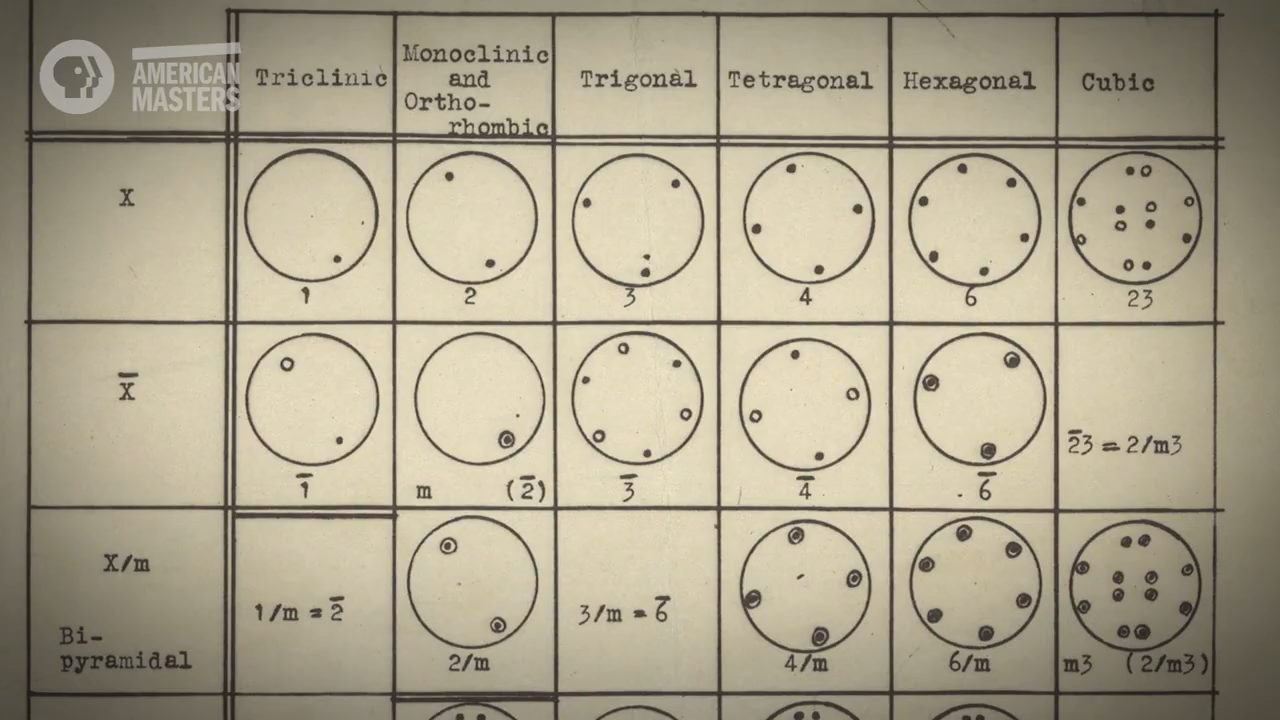 PBS
AMERICAN
MASTERS
Triclinic
Monoclinic
and
Ortho-
rhombic
Trigonal
Tetragonal
Hexagonal
Cubic
X
1
2
3
4
6
23
X̄
1̄
m (2̄)
3̄
4̄
6̄
2̄3 = 2/m3
X/m
Bi-
pyramidal
1/m = 2̄
2/m
3/m = 6̄
4/m
6/m
m3 (2/m3)